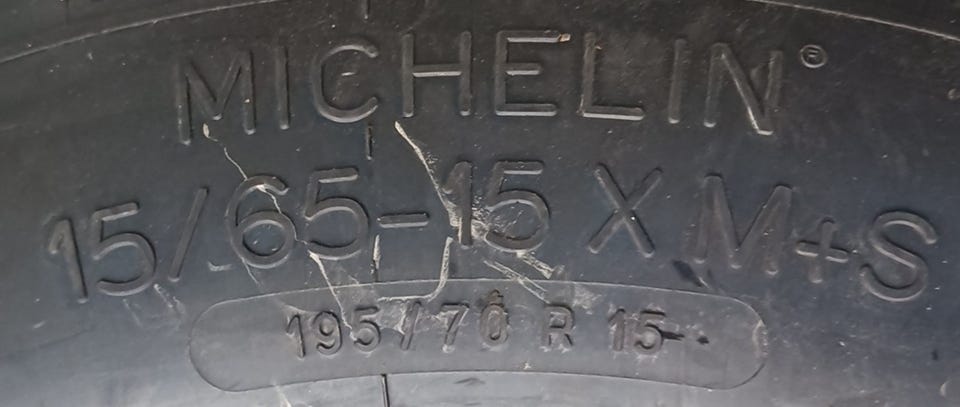 MICHELIN®
15/65-15 X M+S
195/70 R 15